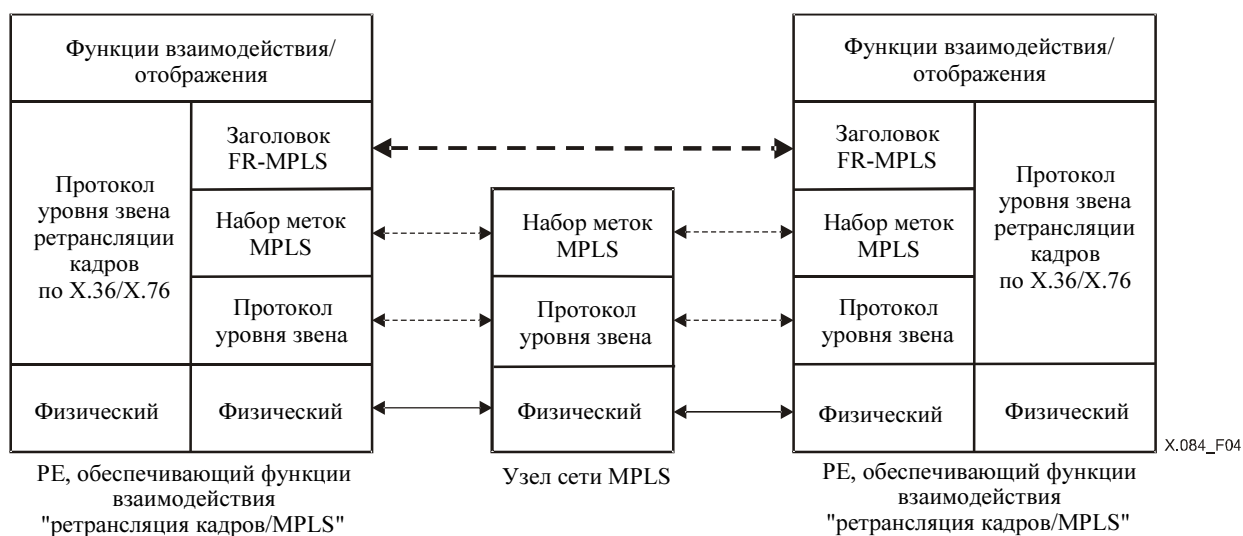 Функции взаимодействия/
отображения
Протокол
уровня звена
ретрансляции
кадров
по X.36/X.76
Заголовок
FR-MPLS
Набор меток
MPLS
Протокол
уровня звена
Физический
Физический
PE, обеспечивающий функции
взаимодействия
"ретрансляция кадров/MPLS"
Набор меток
MPLS
Протокол
уровня звена
Физический
Узел сети MPLS
Функции взаимодействия/
отображения
Заголовок
FR-MPLS
Набор меток
MPLS
Протокол
уровня звена
Физический
Протокол
уровня звена
ретрансляции
кадров
по X.36/X.76
Физический
PE, обеспечивающий функции
взаимодействия
"ретрансляция кадров/MPLS"
X.084_F04